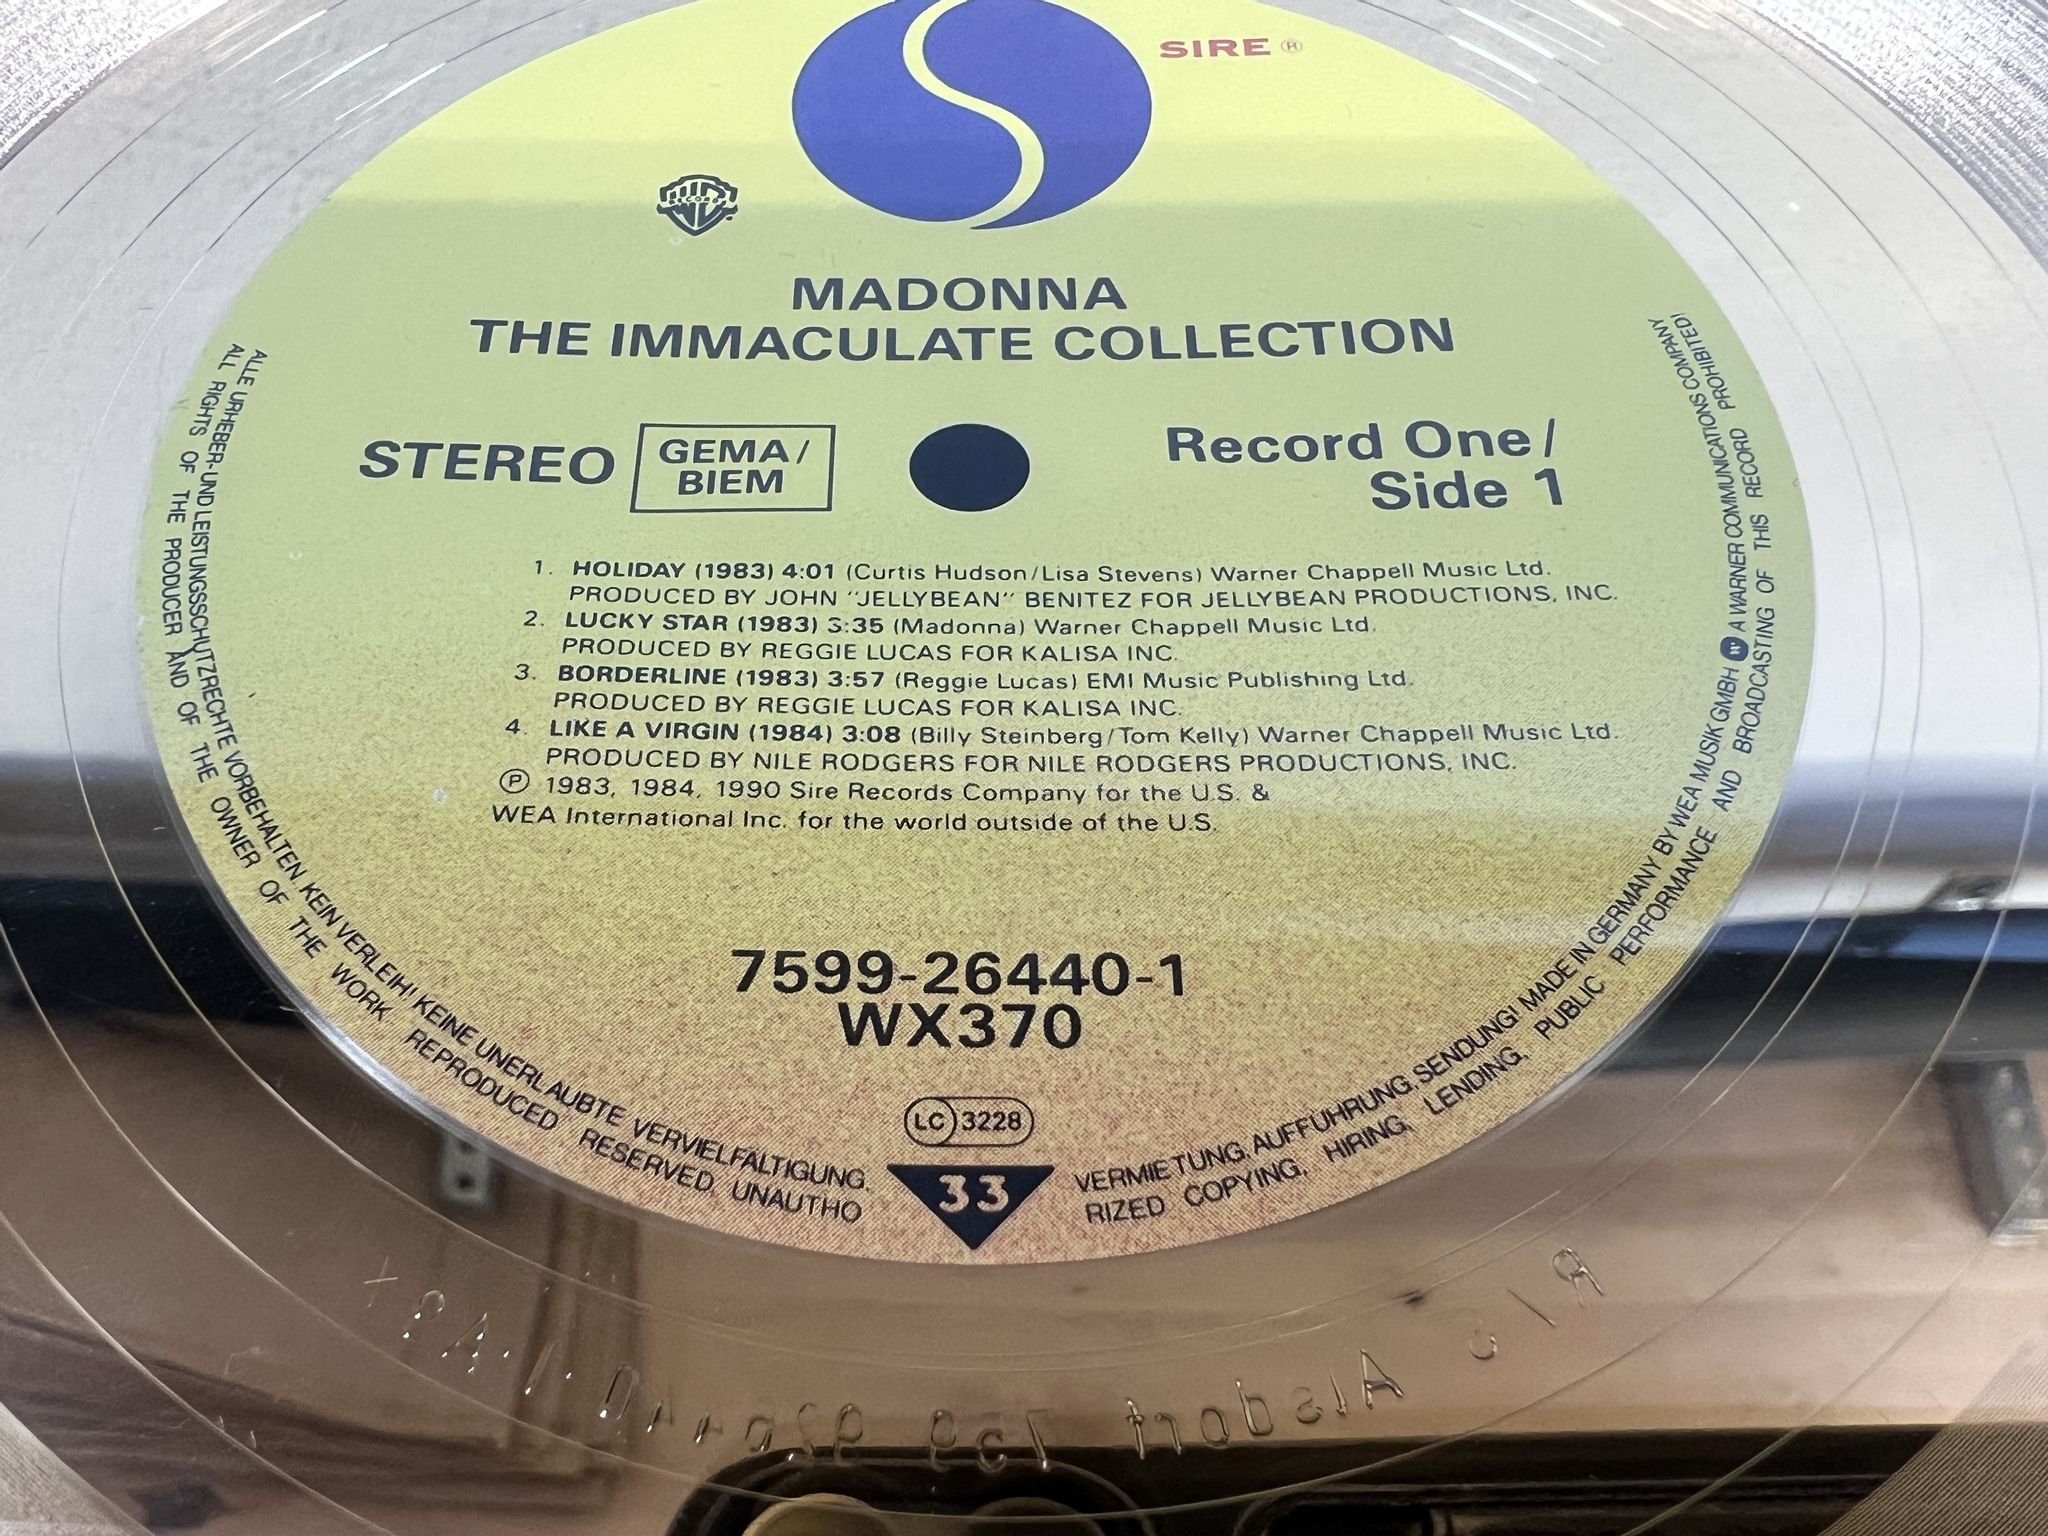 SIRE ®
WB RECORDS
MADONNA
THE IMMACULATE COLLECTION
STEREO
GEMA/
BIEM
Record One/
Side 1
1. HOLIDAY (1983) 4:01 (Curtis Hudson/Lisa Stevens) Warner Chappell Music Ltd.
PRODUCED BY JOHN "JELLYBEAN" BENITEZ FOR JELLYBEAN PRODUCTIONS, INC.
2. LUCKY STAR (1983) 3:35 (Madonna) Warner Chappell Music Ltd.
PRODUCED BY REGGIE LUCAS FOR KALISA INC.
3. BORDERLINE (1983) 3:57 (Reggie Lucas) EMI Music Publishing Ltd.
PRODUCED BY REGGIE LUCAS FOR KALISA INC.
4. LIKE A VIRGIN (1984) 3:08 (Billy Steinberg/Tom Kelly) Warner Chappell Music Ltd.
PRODUCED BY NILE RODGERS FOR NILE RODGERS PRODUCTIONS, INC.
℗ 1983, 1984, 1990 Sire Records Company for the U.S. &
WEA International Inc. for the world outside of the U.S.
7599-26440-1
WX370
LC 3228
33
ALLE URHEBER- UND LEISTUNGSSCHUTZRECHTE VORBEHALTEN. KEIN VERLEIH! KEINE UNERLAUBTE VERVIELFÄLTIGUNG, VERMIETUNG, AUFFÜHRUNG, SENDUNG! MADE IN GERMANY BY WEA MUSIK GMBH W A WARNER COMMUNICATIONS COMPANY
ALL RIGHTS OF THE PRODUCER AND OF THE OWNER OF THE WORK REPRODUCED RESERVED. UNAUTHORIZED COPYING, HIRING, LENDING, PUBLIC PERFORMANCE AND BROADCASTING OF THIS RECORD PROHIBITED!